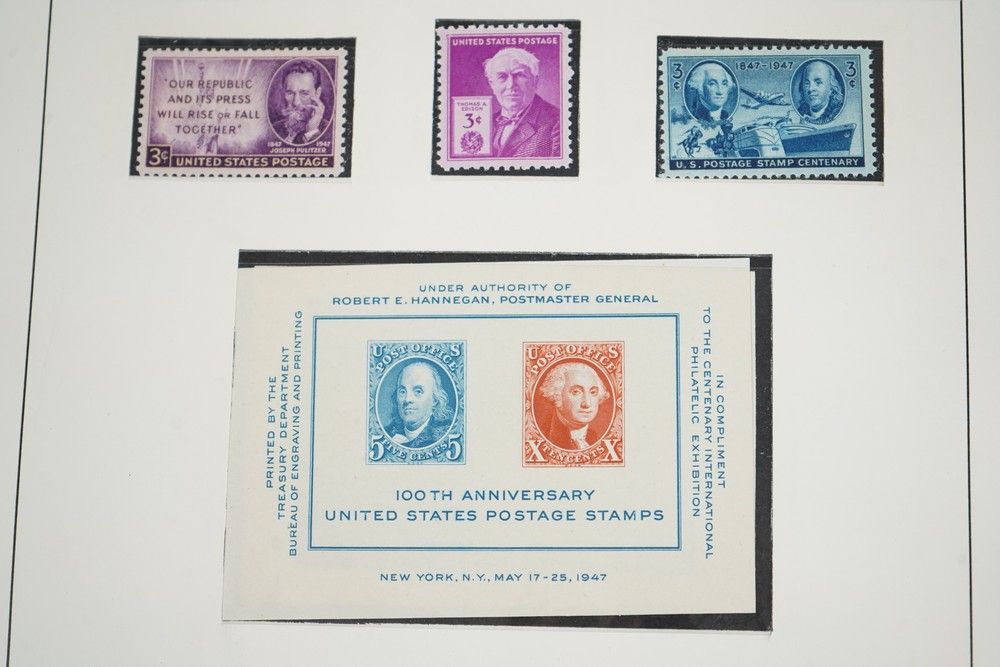 "OUR REPUBLIC
AND ITS PRESS
WILL RISE OR FALL
TOGETHER"
1847 1947
JOSEPH PULITZER
3¢ UNITED STATES POSTAGE
UNITED STATES POSTAGE
THOMAS A.
EDISON
3¢
3¢ 1847-1947 3¢
U.S. POSTAGE STAMP CENTENARY
UNDER AUTHORITY OF
ROBERT E. HANNEGAN, POSTMASTER GENERAL
PRINTED BY THE
TREASURY DEPARTMENT
BUREAU OF ENGRAVING AND PRINTING
U S
POST OFFICE
5 5
FIVE CENTS
U S
POST OFFICE
X X
TEN CENTS
100TH ANNIVERSARY
UNITED STATES POSTAGE STAMPS
IN COMPLIMENT
TO THE CENTENARY INTERNATIONAL
PHILATELIC EXHIBITION
NEW YORK, N.Y., MAY 17-25, 1947